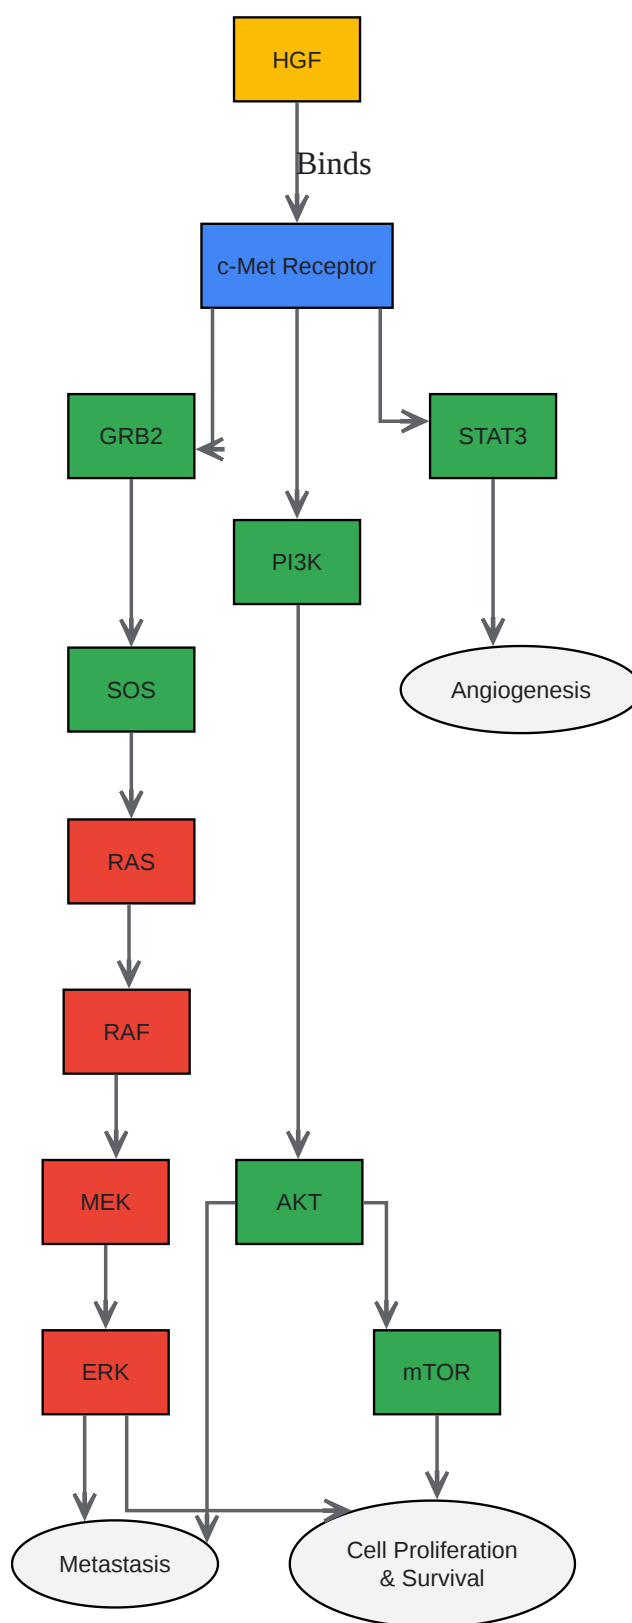 HGF
Binds
c-Met Receptor
GRB2
STAT3
PI3K
SOS
Angiogenesis
RAS
RAF
MEK
AKT
ERK
mTOR
Metastasis
Cell Proliferation
& Survival